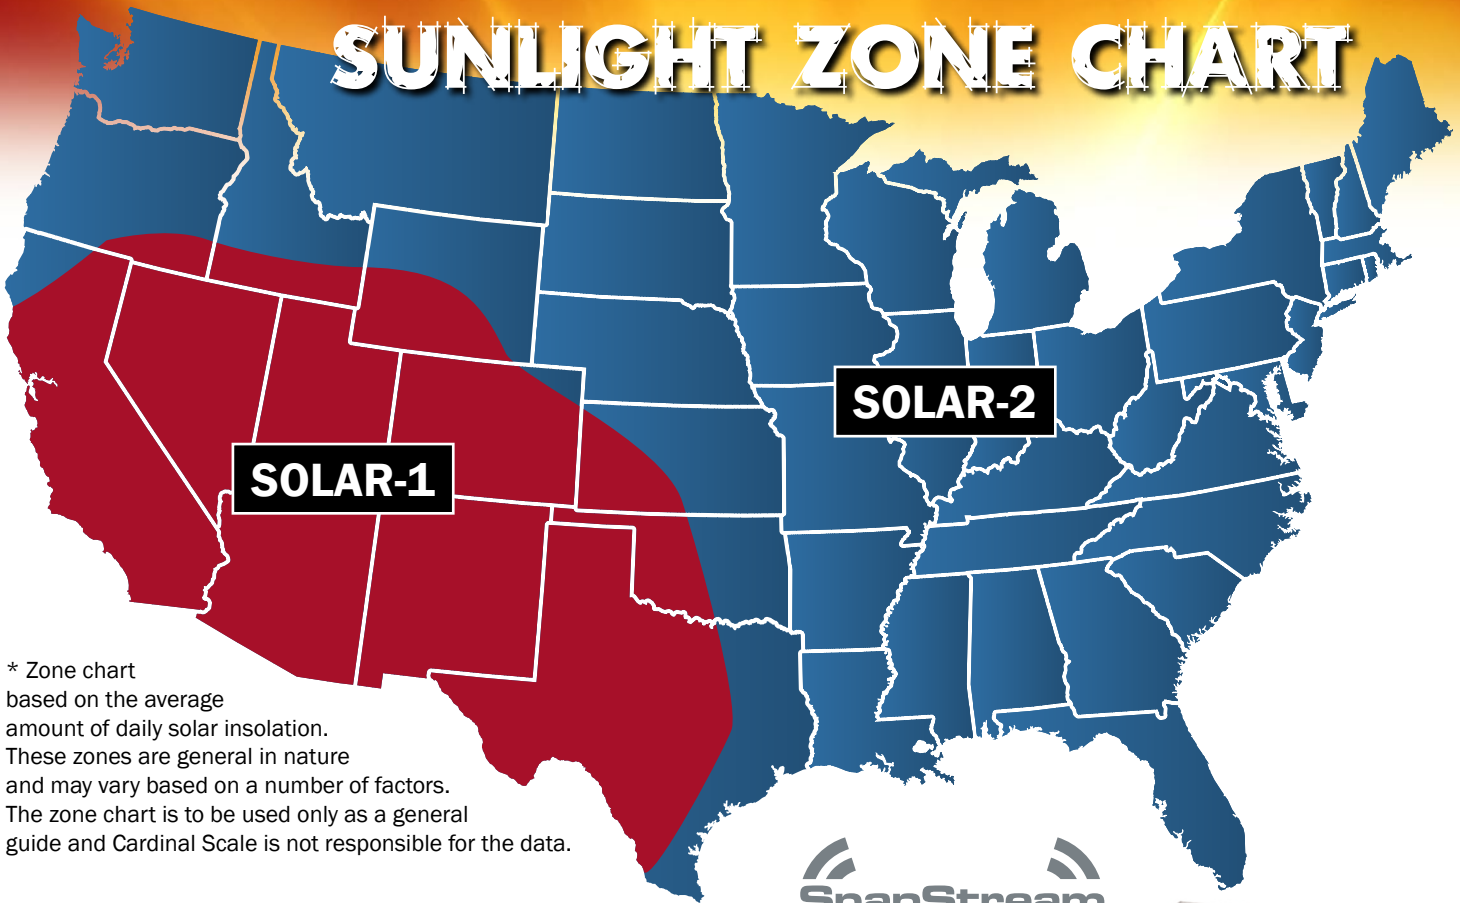 SUNLIGHT ZONE CHART
SOLAR-2
SOLAR-1
* Zone chart
based on the average
amount of daily solar insolation.
These zones are general in nature
and may vary based on a number of factors.
The zone chart is to be used only as a general
guide and Cardinal Scale is not responsible for the data.
SnapStream